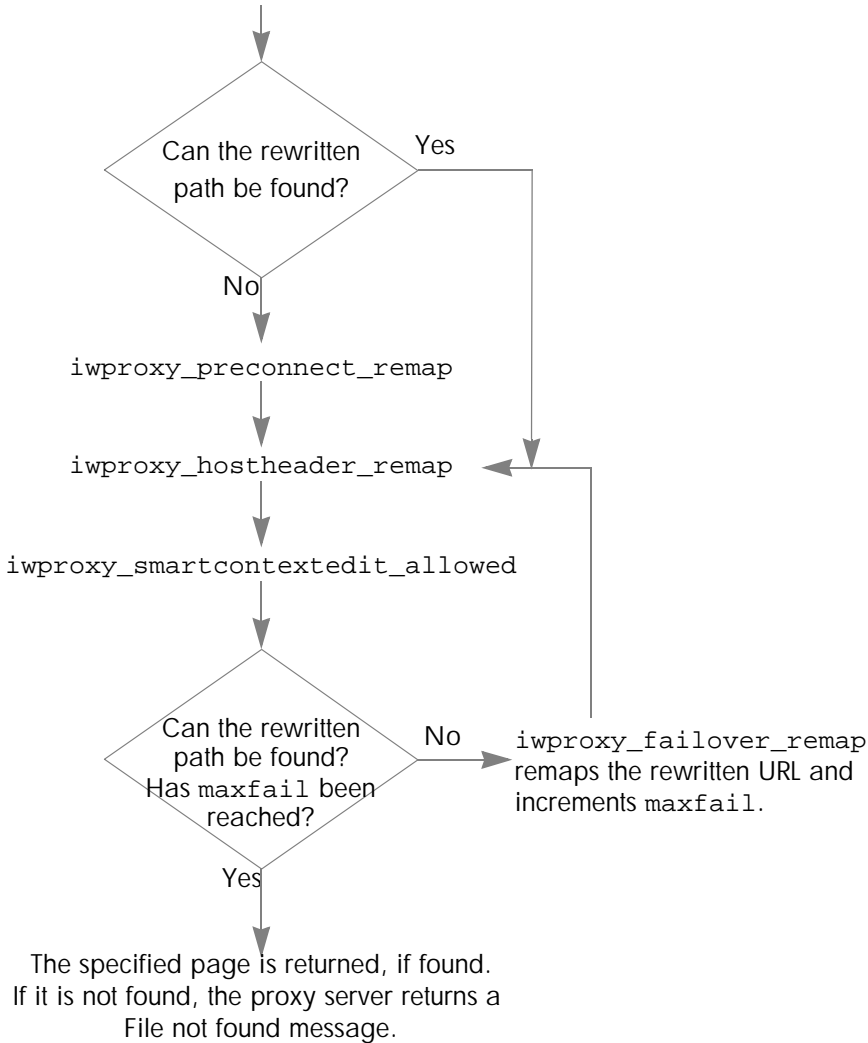 Can the rewritten
path be found?
Yes
No
iwproxy_preconnect_remap
iwproxy_hostheader_remap
iwproxy_smartcontextedit_allowed
Can the rewritten
path be found?
Has maxfail been
reached?
No
iwproxy_failover_remap
remaps the rewritten URL and
increments maxfail.
Yes
The specified page is returned, if found.
If it is not found, the proxy server returns a
File not found message.